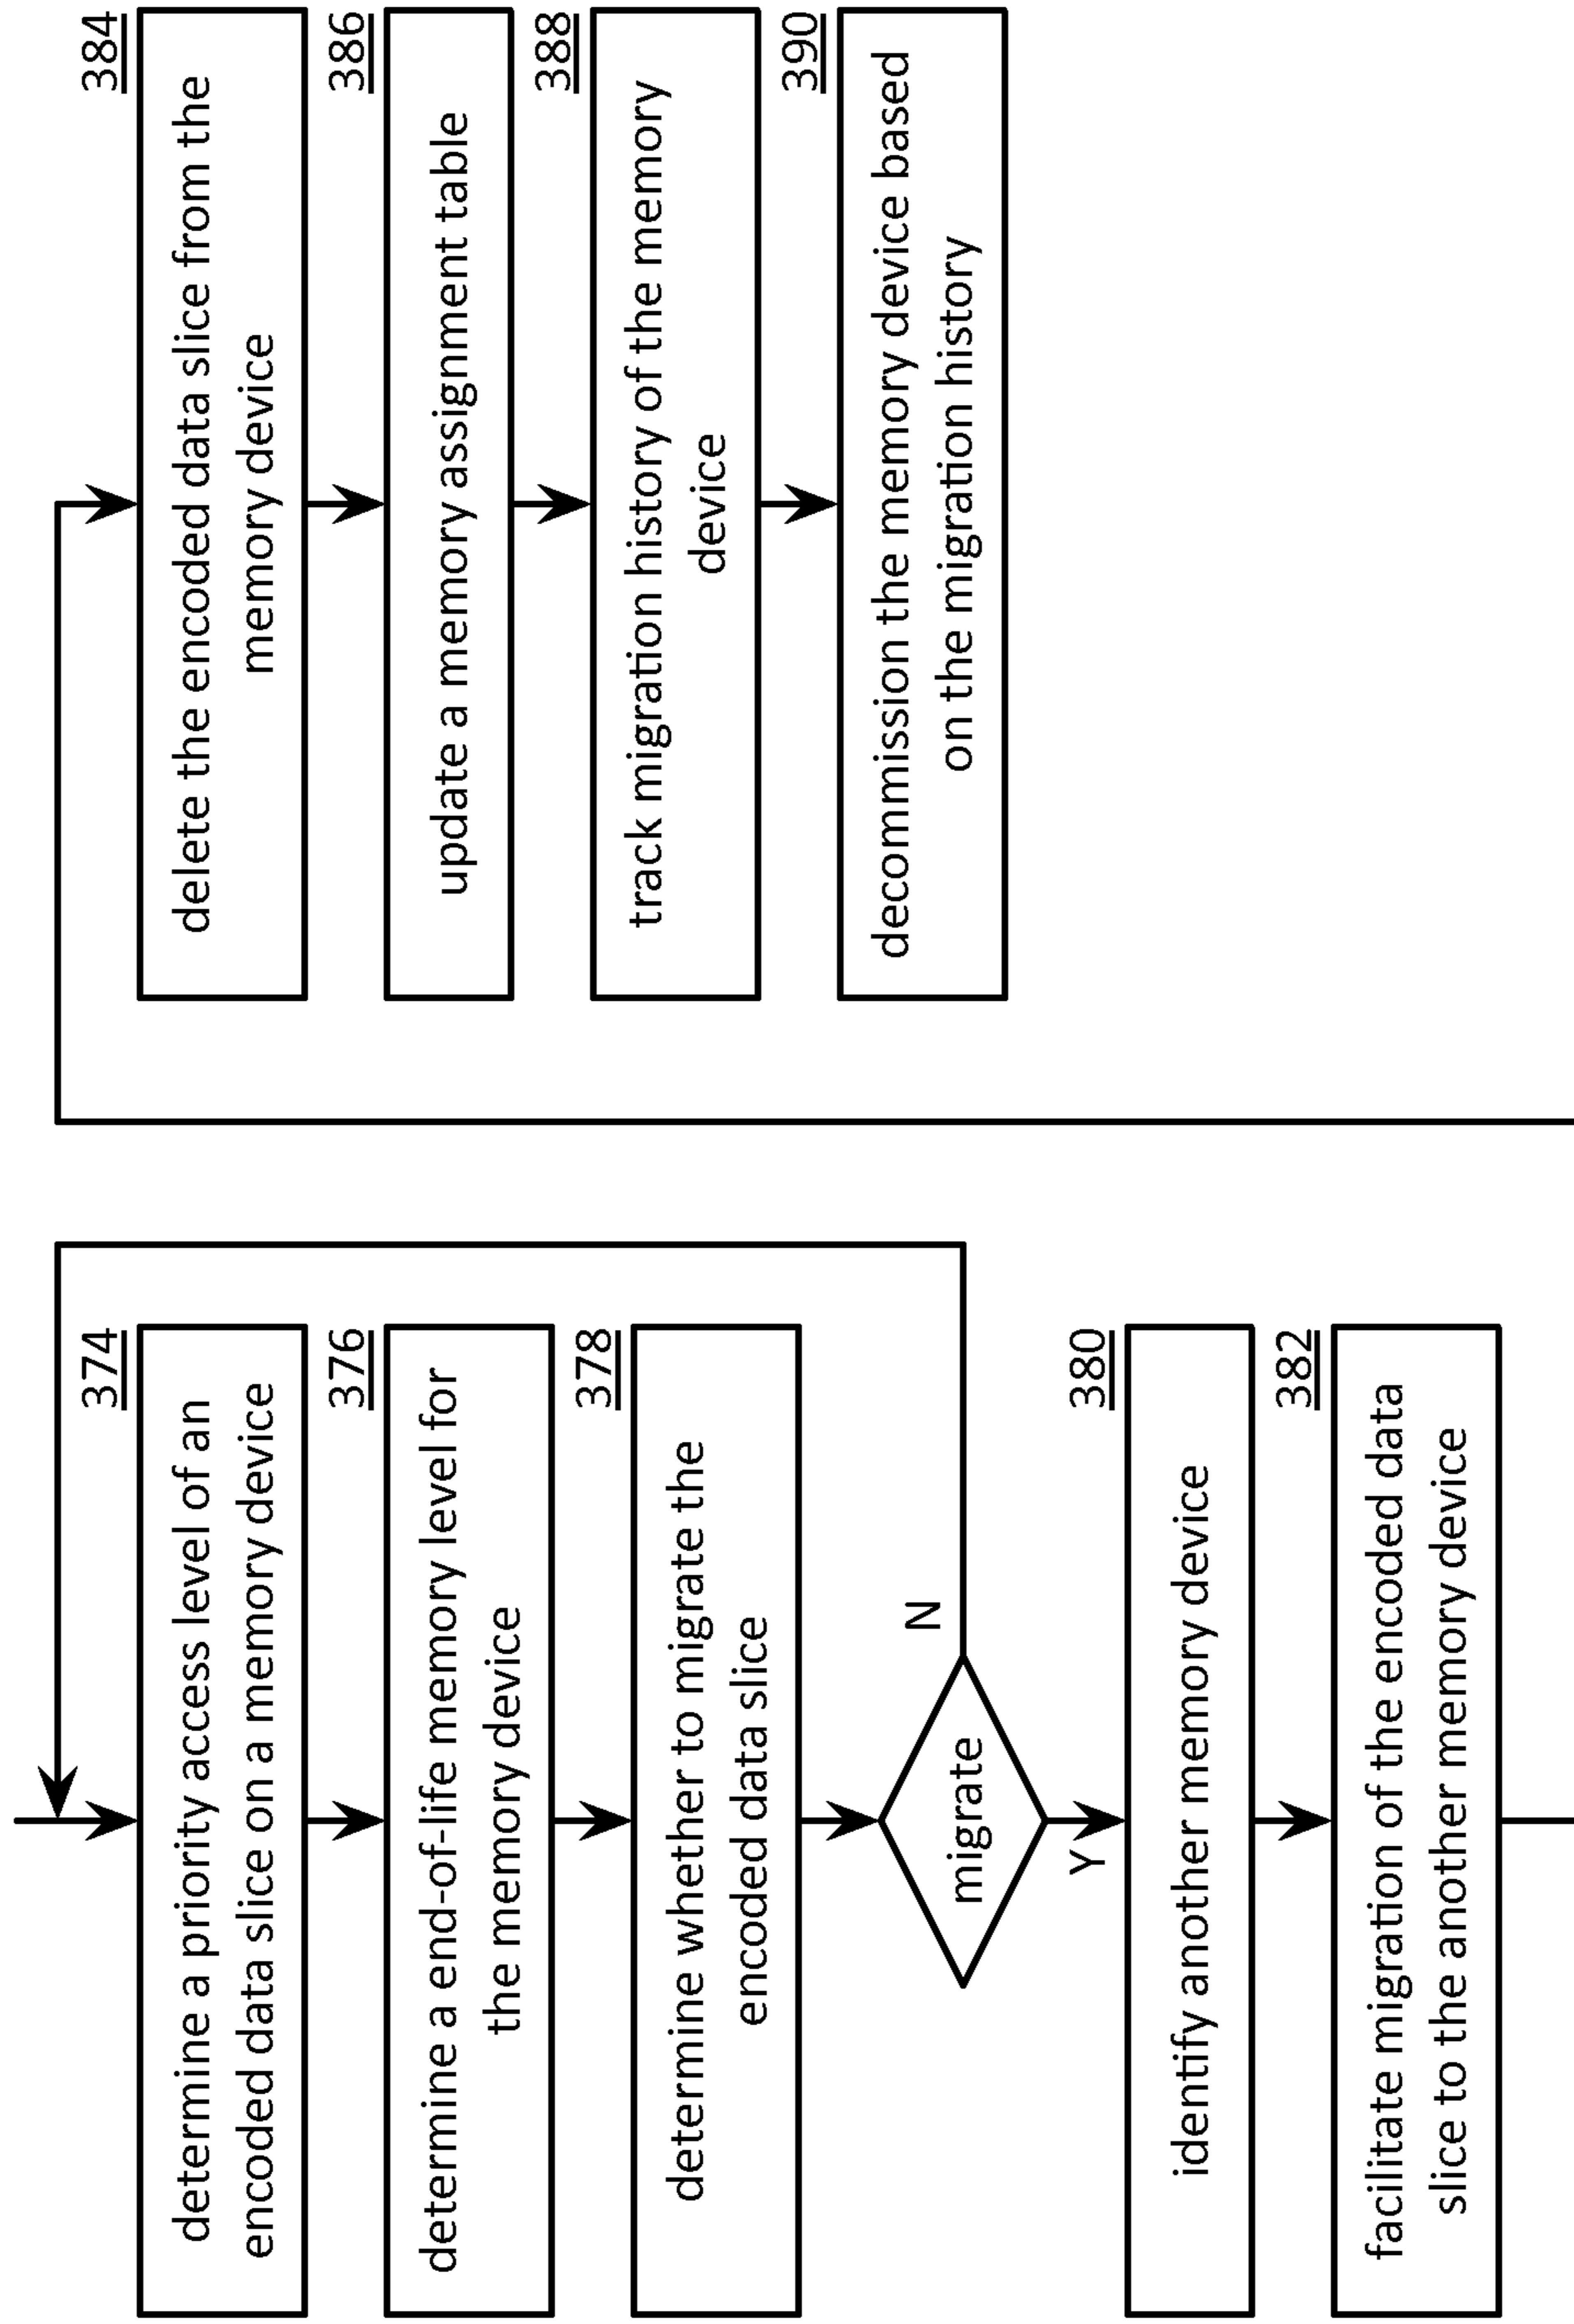 374
determine a priority access level of an
encoded data slice on a memory device
376
determine a end-of-life memory level for
the memory device
378
determine whether to migrate the
encoded data slice
migrate
N
Y
380
identify another memory device
382
facilitate migration of the encoded data
slice to the another memory device
384
delete the encoded data slice from the
memory device
386
update a memory assignment table
388
track migration history of the memory
device
390
decommission the memory device based
on the migration history